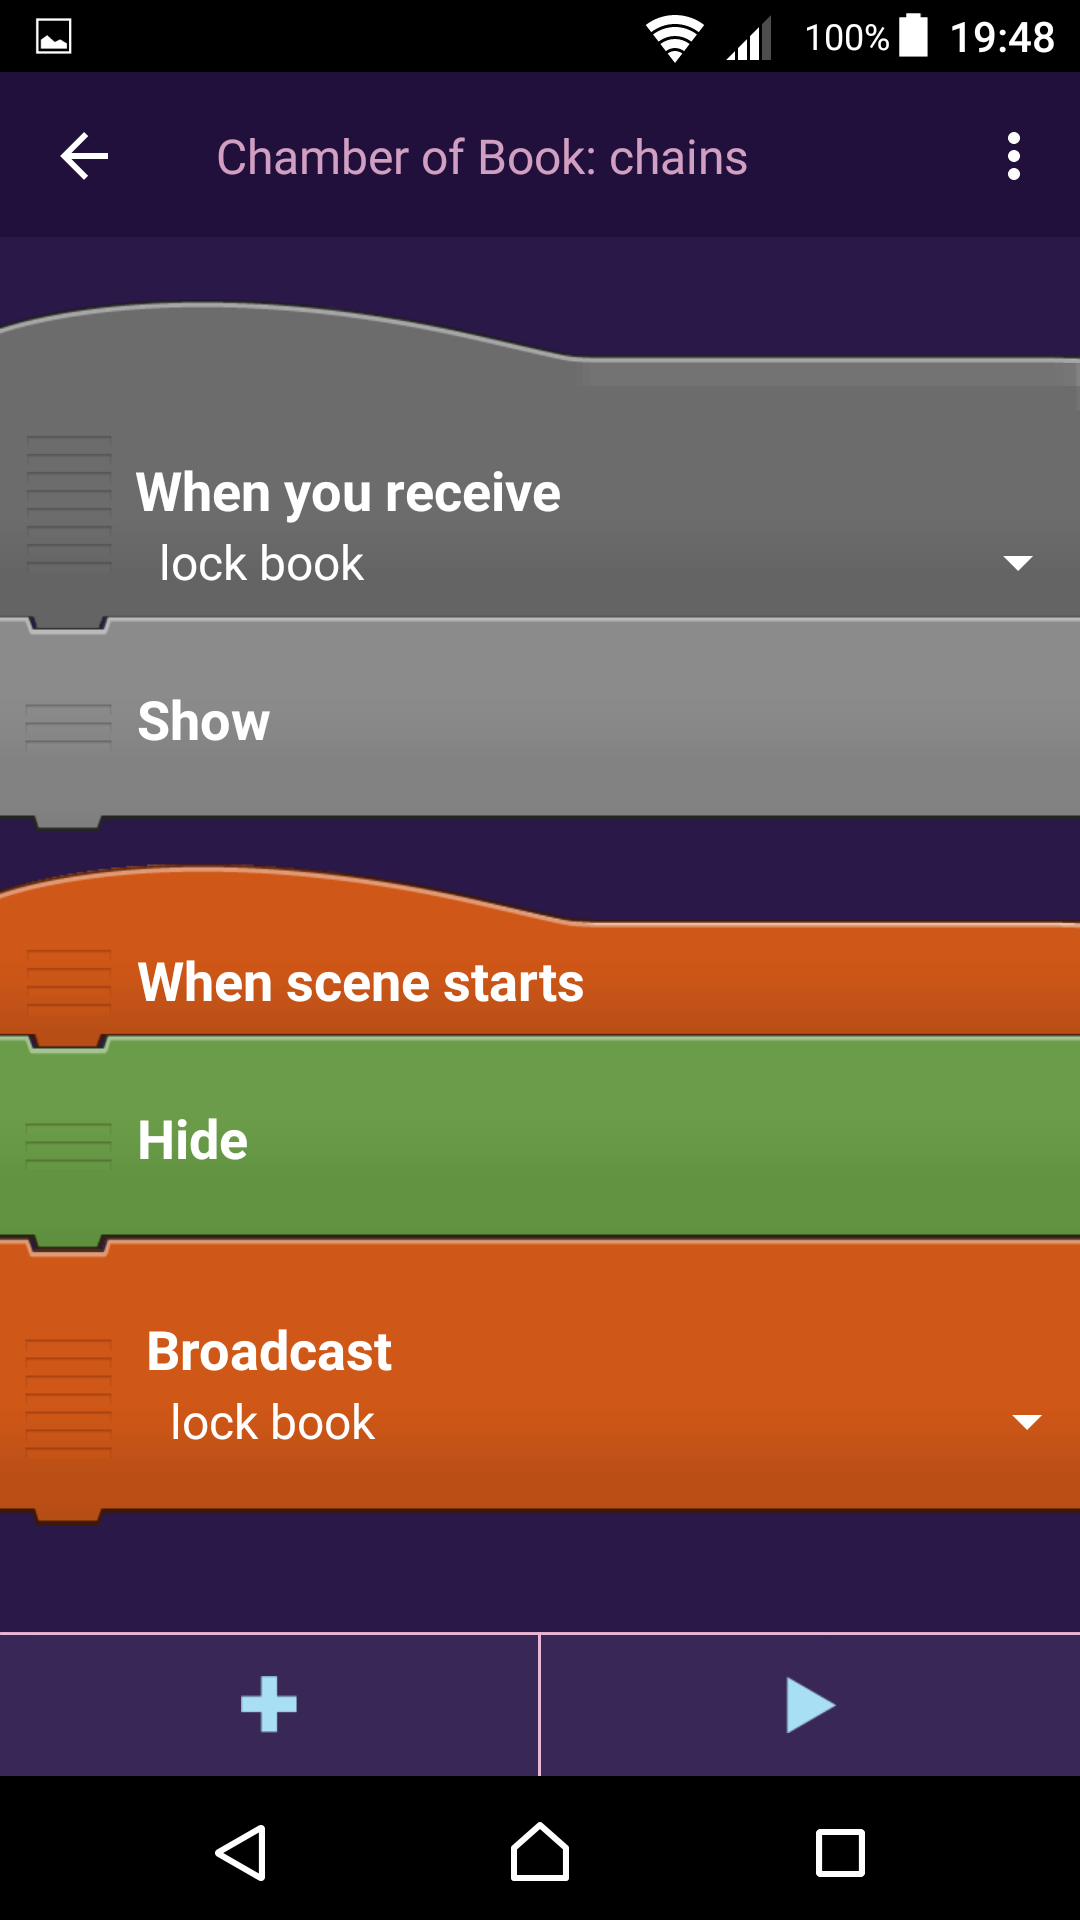 100% 19:48
Chamber of Book: chains
When you receive
lock book
Show
When scene starts
Hide
Broadcast
lock book